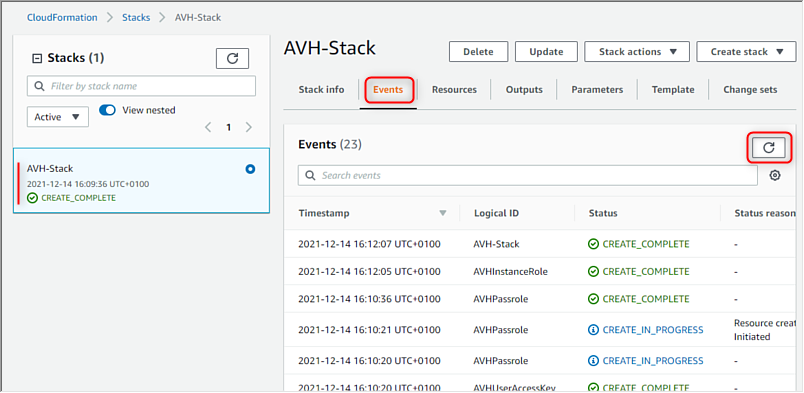 CloudFormation > Stacks > AVH-Stack
Stacks (1)
Filter by stack name
Active
View nested
1
AVH-Stack
2021-12-14 16:09:36 UTC+0100
CREATE_COMPLETE
AVH-Stack
Delete Update Stack actions Create stack
Stack info Events Resources Outputs Parameters Template Change sets
Events (23)
Search events
Timestamp Logical ID Status Status reason
2021-12-14 16:12:07 UTC+0100 AVH-Stack CREATE_COMPLETE -
2021-12-14 16:12:05 UTC+0100 AVHInstanceRole CREATE_COMPLETE -
2021-12-14 16:10:36 UTC+0100 AVHPassrole CREATE_COMPLETE -
2021-12-14 16:10:21 UTC+0100 AVHPassrole CREATE_IN_PROGRESS Resource creat
Initiated
2021-12-14 16:10:20 UTC+0100 AVHPassrole CREATE_IN_PROGRESS -
2021-12-14 16:10:20 UTC+0100 AVHUserAccessKey CREATE_COMPLETE -